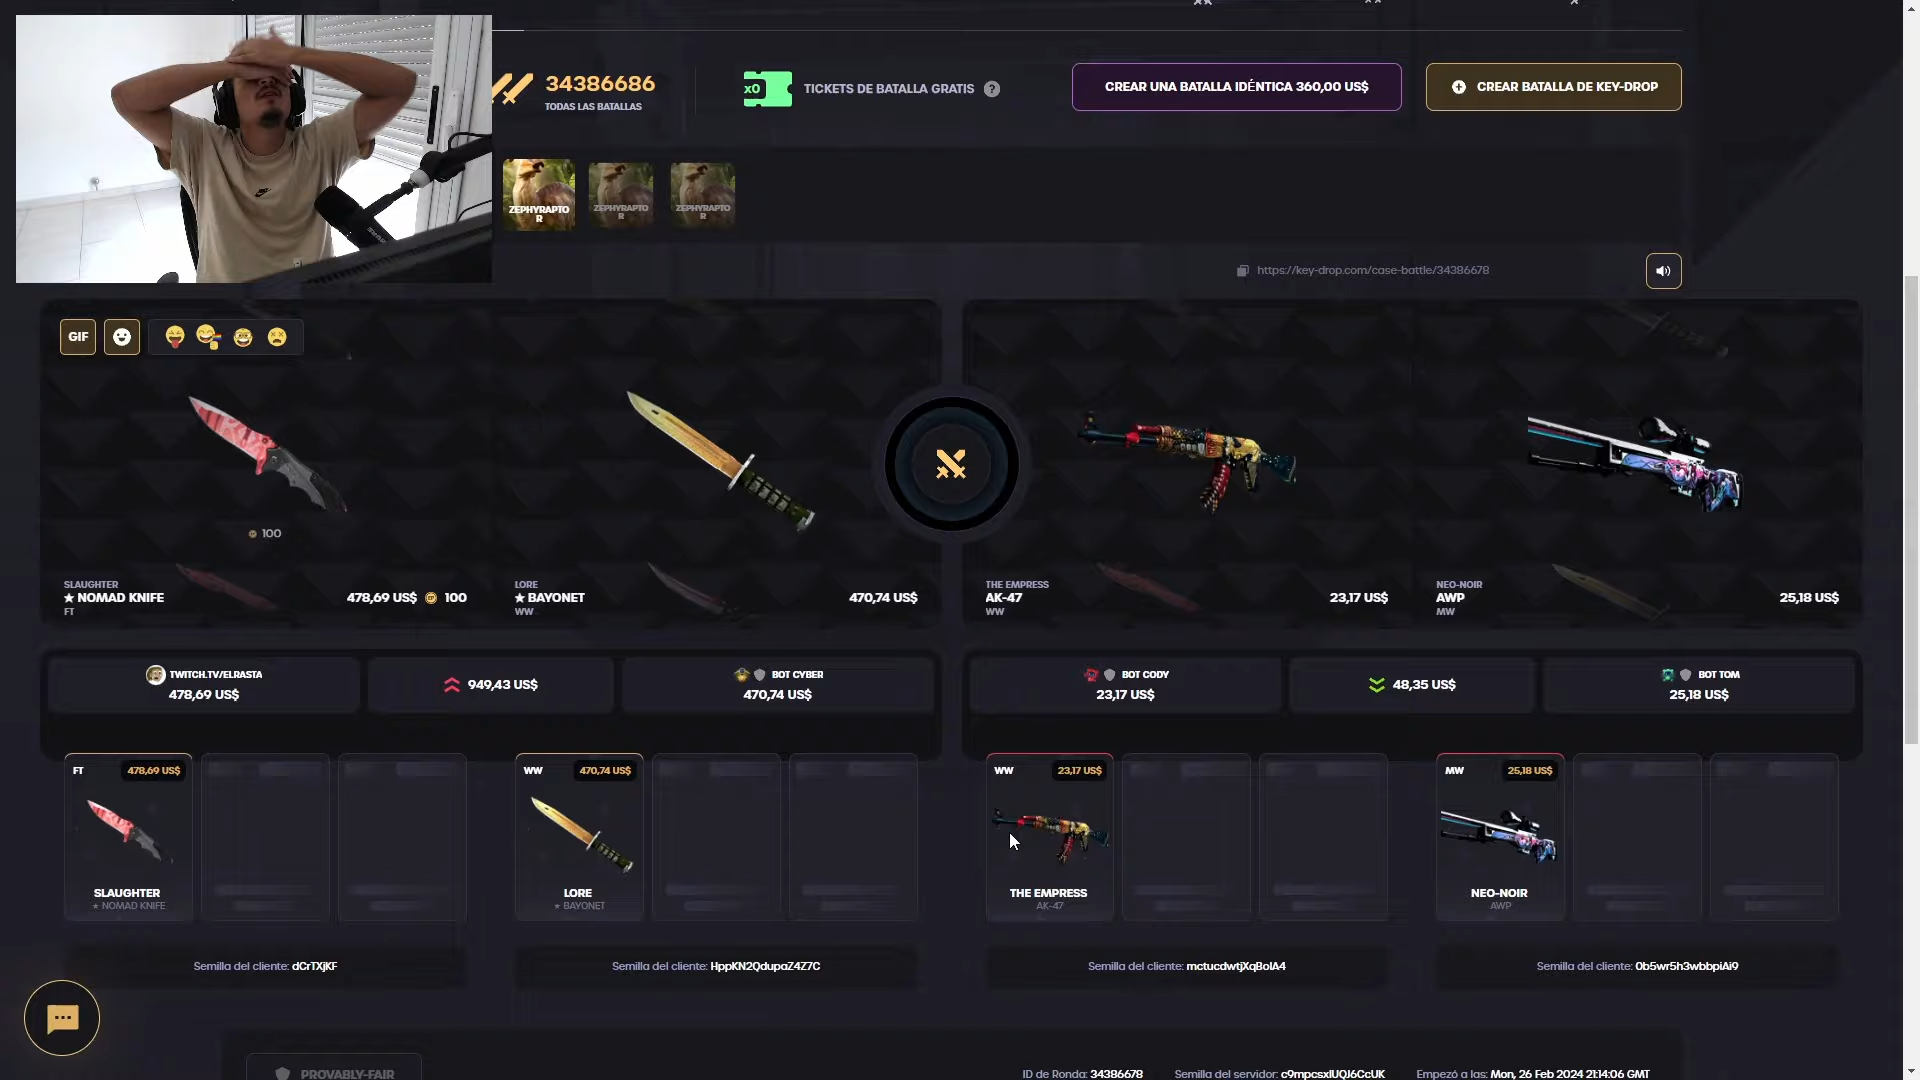 34386686
TODAS LAS BATALLAS
x0
TICKETS DE BATALLA GRATIS
?
CREAR UNA BATALLA IDÉNTICA 360,00 US$
CREAR BATALLA DE KEY-DROP
ZEPHYRAPTO
R
ZEPHYRAPTO
R
ZEPHYRAPTO
R
https://key-drop.com/case-battle/34386678
GIF
100
SLAUGHTER
★ NOMAD KNIFE
FT
478,69 US$ 100
LORE
★ BAYONET
WW
470,74 US$
THE EMPRESS
AK-47
WW
23,17 US$
NEO-NOIR
AWP
MW
25,18 US$
TWITCH.TV/ELRASTA
478,69 US$
949,43 US$
BOT CYBER
470,74 US$
BOT CODY
23,17 US$
48,35 US$
BOT TOM
25,18 US$
FT
478,69 US$
SLAUGHTER
★ NOMAD KNIFE
WW
470,74 US$
LORE
★ BAYONET
WW
23,17 US$
THE EMPRESS
AK-47
MW
25,18 US$
NEO-NOIR
AWP
Semilla del cliente: dCrTXjKF
Semilla del cliente: HppKN2QdupaZ4Z7C
Semilla del cliente: mctucdwtjXqBolA4
Semilla del cliente: 0b5wr5h3wbbpiAi9
PROVABLY-FAIR
ID de Ronda: 34386678
Semilla del servidor: c9mpcsxlUQJ6CcUK
Empezó a las: Mon, 26 Feb 2024 21:14:06 GMT